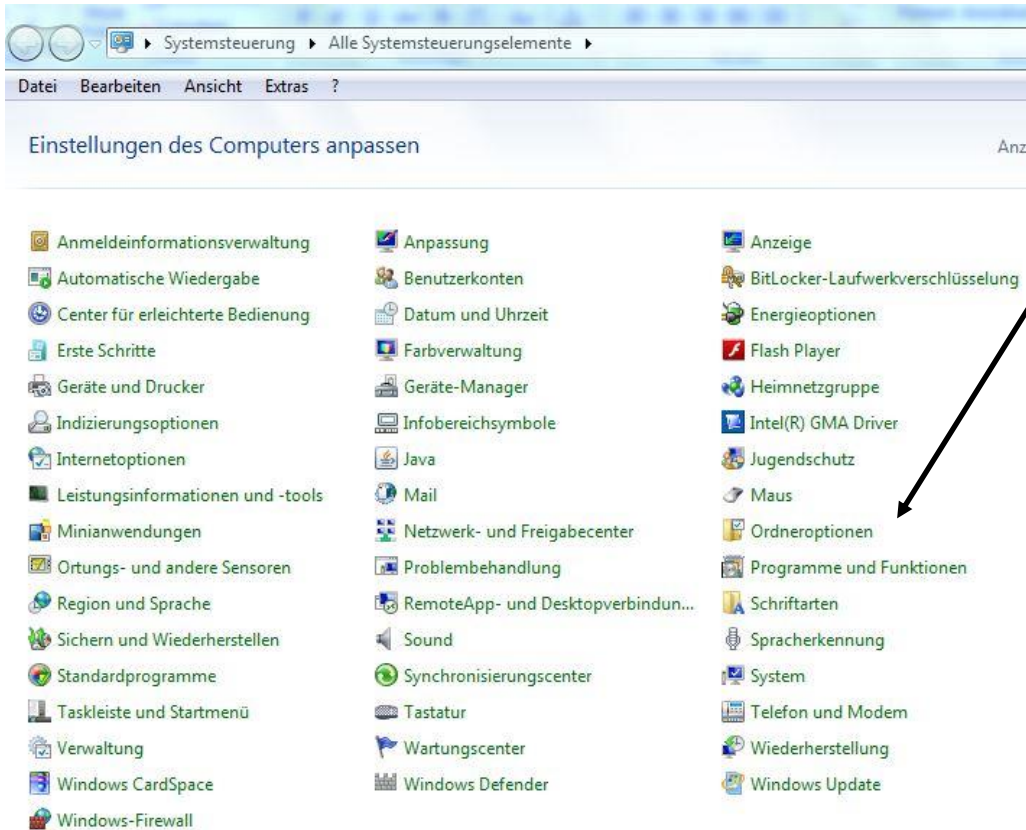 Systemsteuerung Alle Systemsteuerungselemente
Datei Bearbeiten Ansicht Extras ?
Einstellungen des Computers anpassen
Anz
Anmeldeinformationsverwaltung
Automatische Wiedergabe
Center für erleichterte Bedienung
Erste Schritte
Geräte und Drucker
Indizierungsoptionen
Internetoptionen
Leistungsinformationen und -tools
Minianwendungen
Ortungs- und andere Sensoren
Region und Sprache
Sichern und Wiederherstellen
Standardprogramme
Taskleiste und Startmenü
Verwaltung
Windows CardSpace
Windows-Firewall
Anpassung
Benutzerkonten
Datum und Uhrzeit
Farbverwaltung
Geräte-Manager
Infobereichsymbole
Java
Mail
Netzwerk- und Freigabecenter
Problembehandlung
RemoteApp- und Desktopverbindun...
Sound
Synchronisierungscenter
Tastatur
Wartungscenter
Windows Defender
Anzeige
BitLocker-Laufwerkverschlüsselung
Energieoptionen
Flash Player
Heimnetzgruppe
Intel(R) GMA Driver
Jugendschutz
Maus
Ordneroptionen
Programme und Funktionen
Schriftarten
Spracherkennung
System
Telefon und Modem
Wiederherstellung
Windows Update